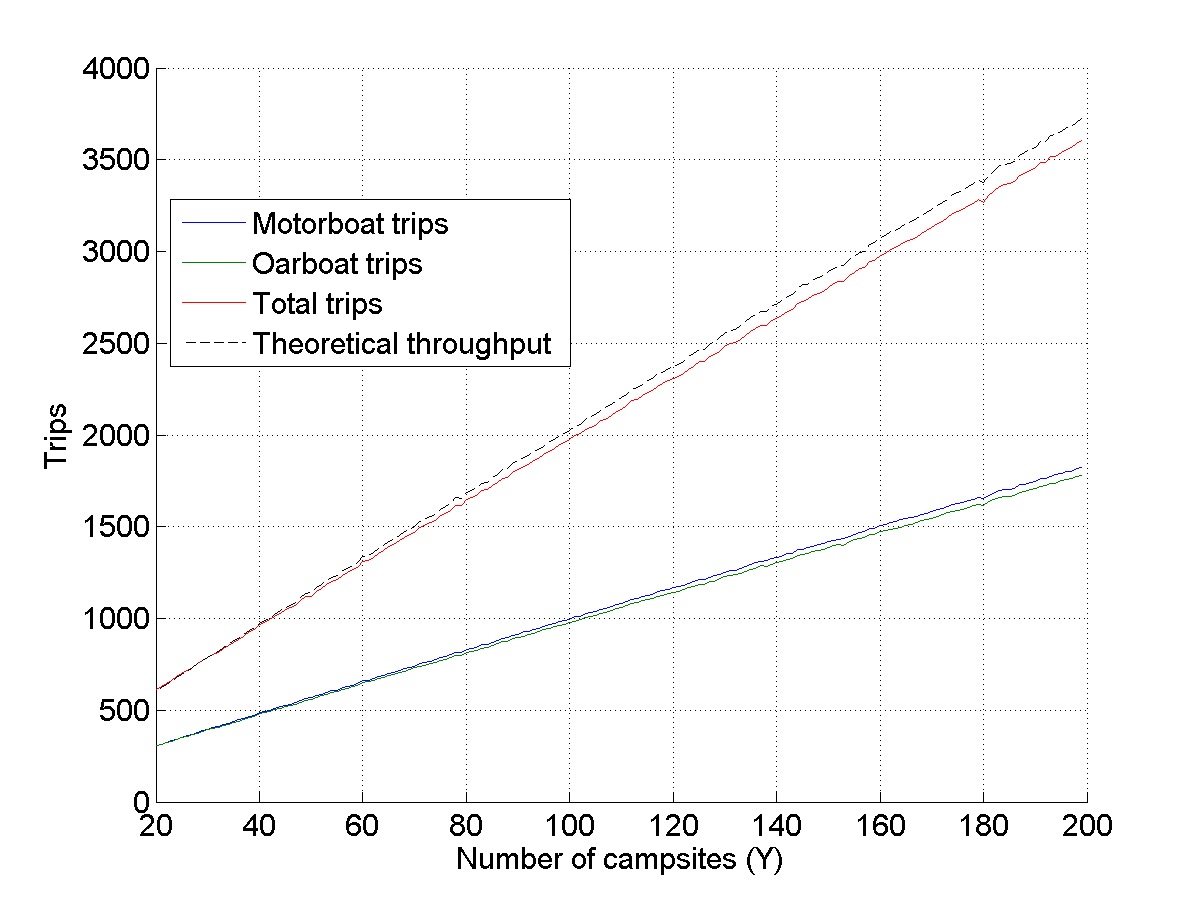 4000
3500
3000
2500
2000
1500
1000
500
0
Trips
Motorboat trips
Oarboat trips
Total trips
Theoretical throughput
20 40 60 80 100 120 140 160 180 200
Number of campsites (Y)